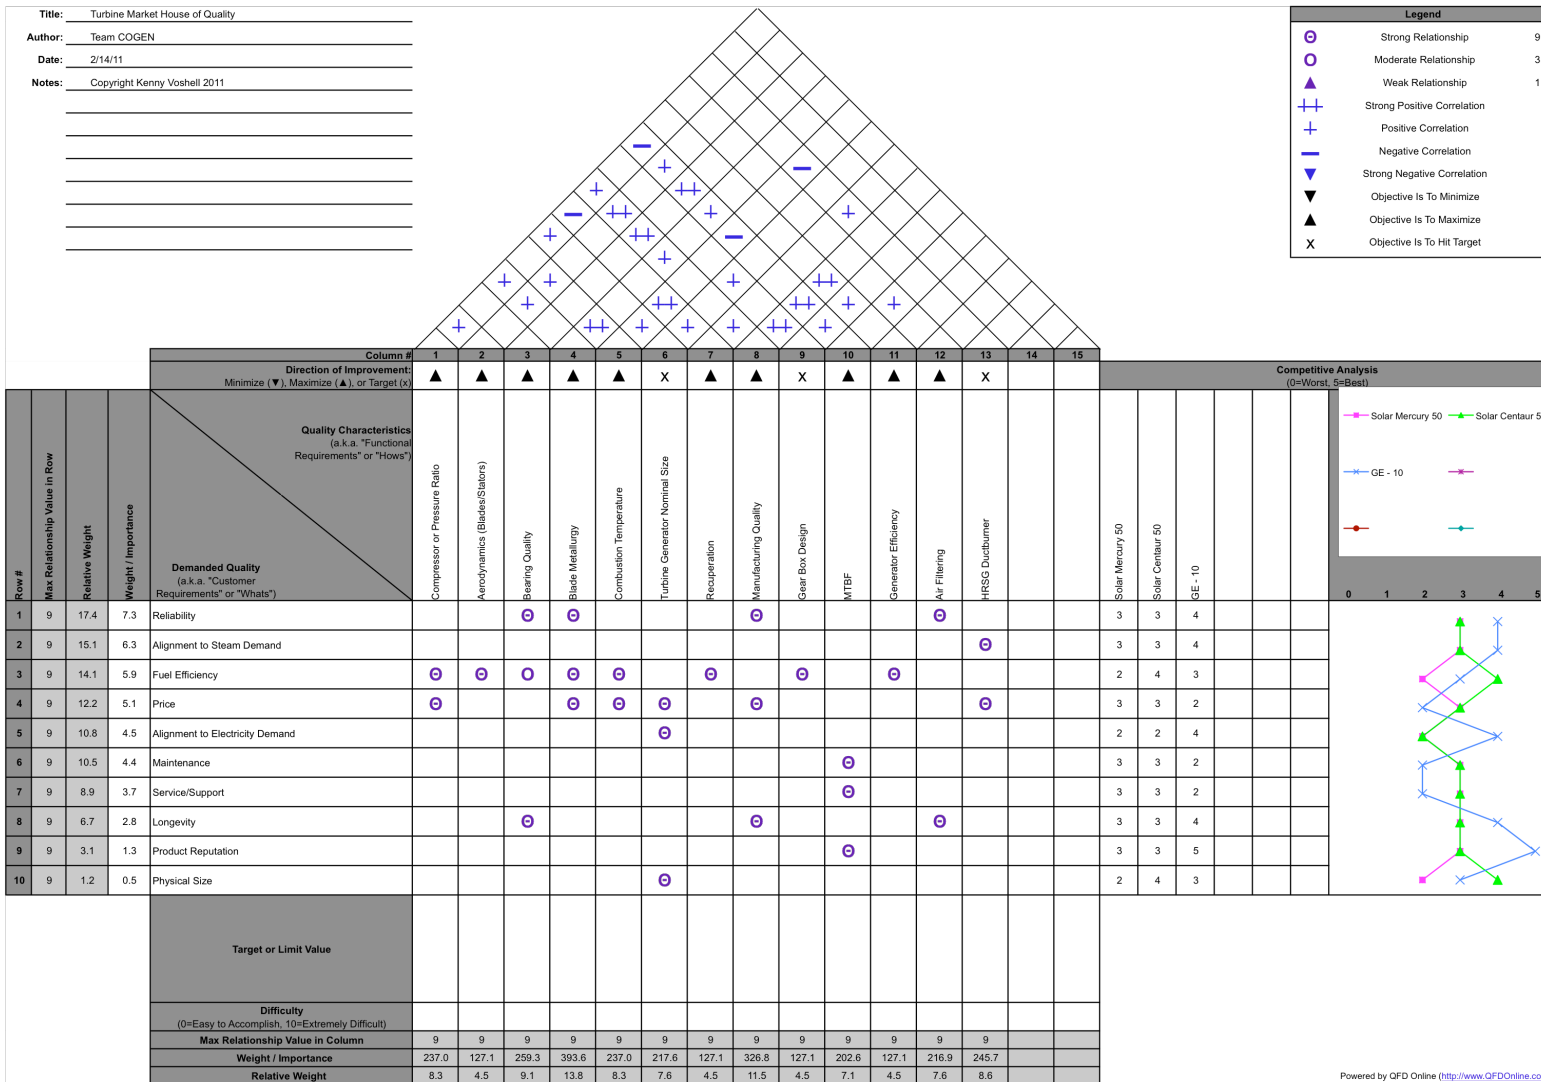 Title: Turbine Market House of Quality
Author: Team COGEN
Date: 2/14/11
Notes: Copyright Kenny Voshell 2011
Legend
Θ Strong Relationship 9
Ο Moderate Relationship 3
▲ Weak Relationship 1
┼┼ Strong Positive Correlation
┼ Positive Correlation
▬ Negative Correlation
▼ Strong Negative Correlation
▼ Objective Is To Minimize
▲ Objective Is To Maximize
x Objective Is To Hit Target
Column # 1 2 3 4 5 6 7 8 9 10 11 12 13 14 15
Direction of Improvement:
Minimize (▼), Maximize (▲), or Target (x)
▲ ▲ ▲ ▲ ▲ x ▲ ▲ x ▲ ▲ ▲ x
Competitive Analysis
(0=Worst, 5=Best)
Row #
Max Relationship Value in Row
Relative Weight
Weight / Importance
Quality Characteristics
(a.k.a. "Functional
Requirements" or "Hows")
Demanded Quality
(a.k.a. "Customer
Requirements" or "Whats")
Compressor or Pressure Ratio
Aerodynamics (Blades/Stators)
Bearing Quality
Blade Metallurgy
Combustion Temperature
Turbine Generator Nominal Size
Recuperation
Manufacturing Quality
Gear Box Design
MTBF
Generator Efficiency
Air Filtering
HRSG Ductburner
Solar Mercury 50
Solar Centaur 50
GE - 10
Solar Mercury 50 Solar Centaur 5
GE - 10
0 1 2 3 4 5
1 9 17.4 7.3 Reliability Θ Θ Θ Θ 3 3 4
2 9 15.1 6.3 Alignment to Steam Demand Θ 3 3 4
3 9 14.1 5.9 Fuel Efficiency Θ Θ Ο Θ Θ Θ Θ Θ 2 4 3
4 9 12.2 5.1 Price Θ Θ Θ Θ Θ Θ 3 3 2
5 9 10.8 4.5 Alignment to Electricity Demand Θ 2 2 4
6 9 10.5 4.4 Maintenance Θ 3 3 2
7 9 8.9 3.7 Service/Support Θ 3 3 2
8 9 6.7 2.8 Longevity Θ Θ Θ 3 3 4
9 9 3.1 1.3 Product Reputation Θ 3 3 5
10 9 1.2 0.5 Physical Size Θ 2 4 3
Target or Limit Value
Difficulty
(0=Easy to Accomplish, 10=Extremely Difficult)
Max Relationship Value in Column 9 9 9 9 9 9 9 9 9 9 9 9 9
Weight / Importance 237.0 127.1 259.3 393.6 237.0 217.6 127.1 326.8 127.1 202.6 127.1 216.9 245.7
Relative Weight 8.3 4.5 9.1 13.8 8.3 7.6 4.5 11.5 4.5 7.1 4.5 7.6 8.6
Powered by QFD Online (http://www.QFDOnline.co